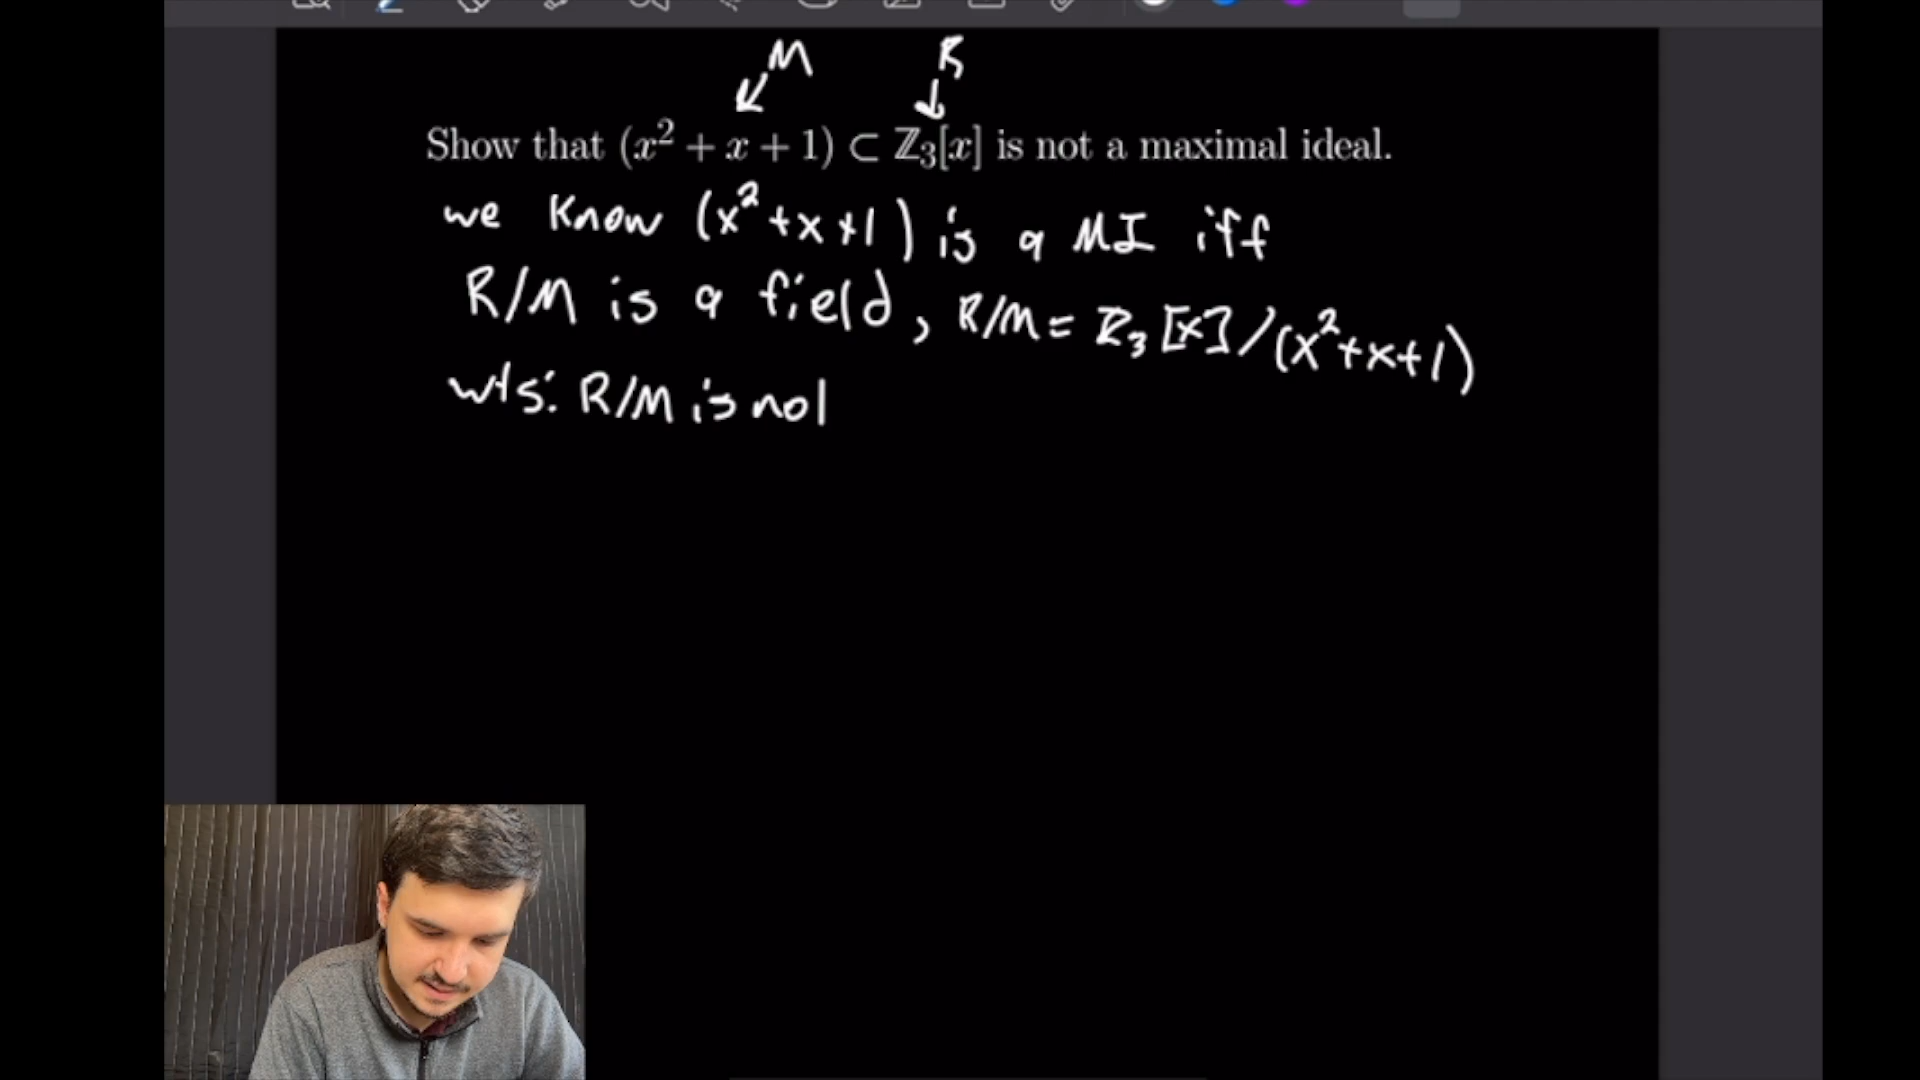 M R
Show that (x² + x + 1) ⊂ ℤ₃[x] is not a maximal ideal.
we know (x²+x+1) is a MI iff
R/M is a field, R/M = ℤ₃[x]/(x²+x+1)
wts: R/M is not